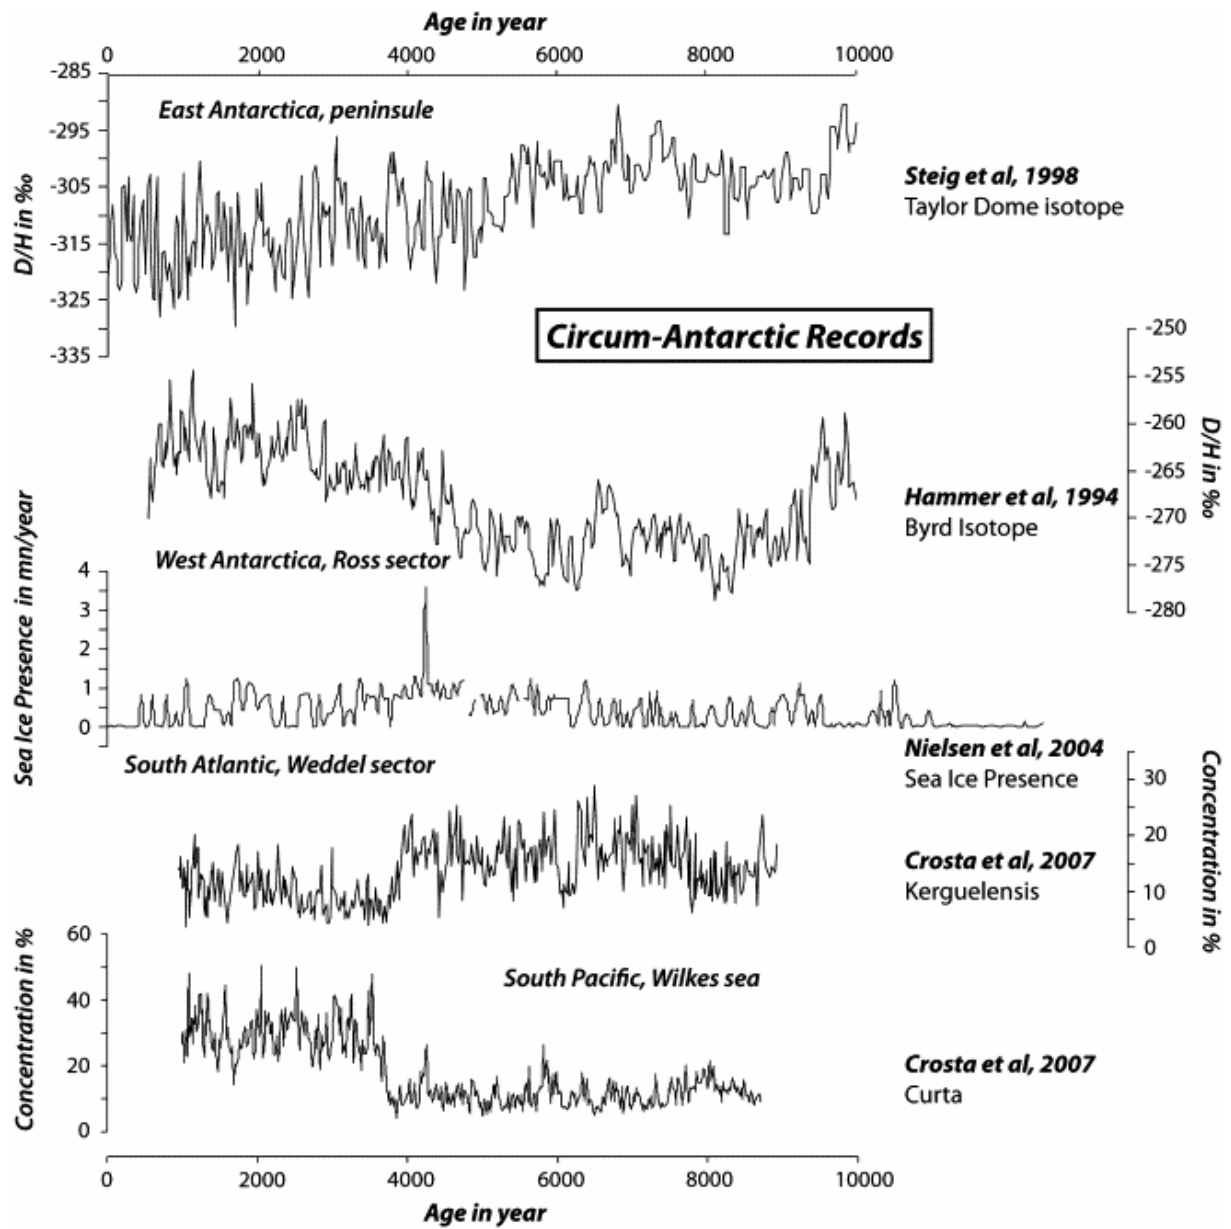 Age in year
0 2000 4000 6000 8000 10000
-285
East Antarctica, peninsule
-295
-305
-315
-325
-335
D/H in ‰
Steig et al, 1998
Taylor Dome isotope
Circum-Antarctic Records
-250
-255
-260
-265
-270
-275
-280
D/H in ‰
Hammer et al, 1994
Byrd Isotope
West Antarctica, Ross sector
4
3
2
1
0
Sea Ice Presence in mn/year
Nielsen et al, 2004
Sea Ice Presence
South Atlantic, Weddel sector
30
20
10
0
Concentration in %
Crosta et al, 2007
Kerguelensis
60
40
20
0
Concentration in %
South Pacific, Wilkes sea
Crosta et al, 2007
Curta
0 2000 4000 6000 8000 10000
Age in year